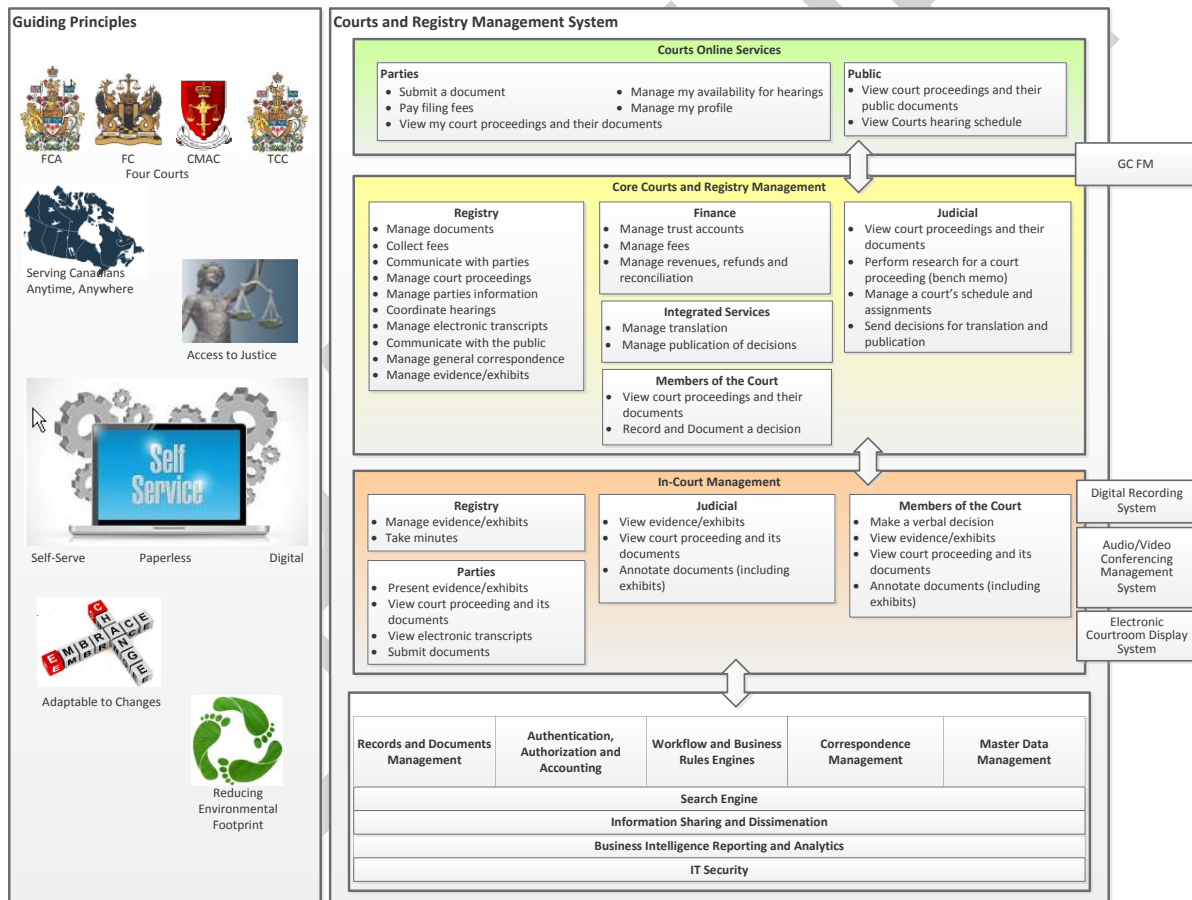 Guiding Principles
FCA
FC
CMAC
TCC
Four Courts
Serving Canadians
Anytime, Anywhere
Access to Justice
Self
Service
Self-Serve
Paperless
Digital
EMBRACE
CHANGE
Adaptable to Changes
Reducing
Environmental
Footprint
Courts and Registry Management System
Courts Online Services
Parties
• Submit a document
• Pay filing fees
• View my court proceedings and their documents
• Manage my availability for hearings
• Manage my profile
Public
• View court proceedings and their
public documents
• View Courts hearing schedule
GC FM
Core Courts and Registry Management
Registry
• Manage documents
• Collect fees
• Communicate with parties
• Manage court proceedings
• Manage parties information
• Coordinate hearings
• Manage electronic transcripts
• Communicate with the public
• Manage general correspondence
• Manage evidence/exhibits
Finance
• Manage trust accounts
• Manage fees
• Manage revenues, refunds and
reconciliation
Integrated Services
• Manage translation
• Manage publication of decisions
Members of the Court
• View court proceedings and their
documents
• Record and Document a decision
Judicial
• View court proceedings and their
documents
• Perform research for a court
proceeding (bench memo)
• Manage a court's schedule and
assignments
• Send decisions for translation and
publication
In-Court Management
Registry
• Manage evidence/exhibits
• Take minutes
Parties
• Present evidence/exhibits
• View court proceeding and its
documents
• View electronic transcripts
• Submit documents
Judicial
• View evidence/exhibits
• View court proceeding and its
documents
• Annotate documents (including
exhibits)
Members of the Court
• Make a verbal decision
• View evidence/exhibits
• View court proceeding and its
documents
• Annotate documents (including
exhibits)
Digital Recording
System
Audio/Video
Conferencing
Management
System
Electronic
Courtroom Display
System
Records and Documents
Management
Authentication,
Authorization and
Accounting
Workflow and Business
Rules Engines
Correspondence
Management
Master Data
Management
Search Engine
Information Sharing and Dissimenation
Business Intelligence Reporting and Analytics
IT Security